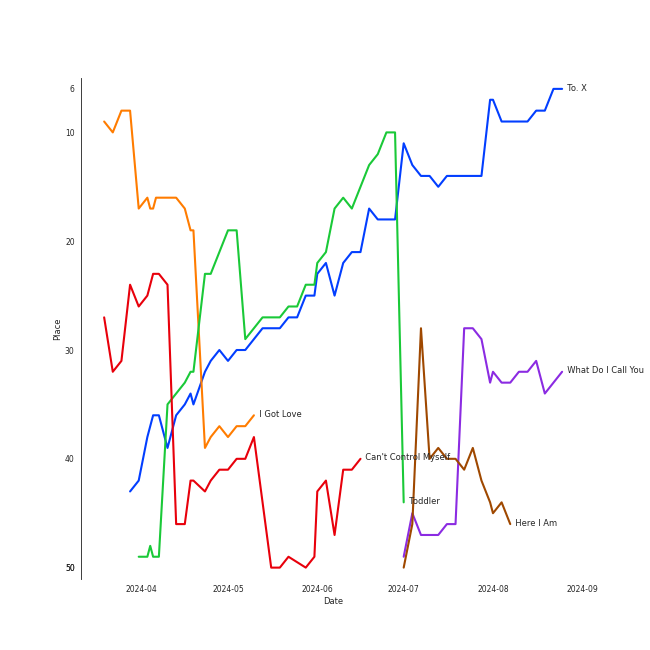 6
To. X
10
20
Place
30
What Do I Call You
I Got Love
40
Can't Control Myself
Toddler
Here I Am
50
2024-04
2024-05
2024-06
2024-07
2024-08
2024-09
Date